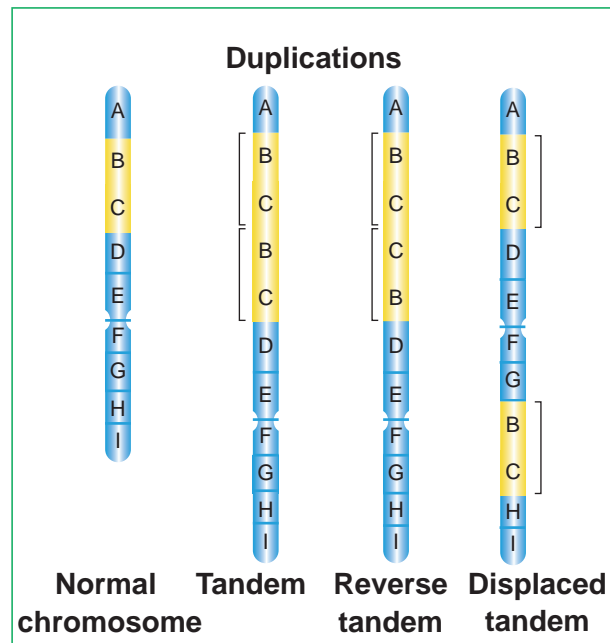 Duplications
A
B
C
D
E
F
G
H
I
A
B
C
B
C
D
E
F
G
H
I
A
B
C
C
B
D
E
F
G
H
I
A
B
C
D
E
F
G
B
C
H
I
Normal
chromosome
Tandem
Reverse
tandem
Displaced
tandem